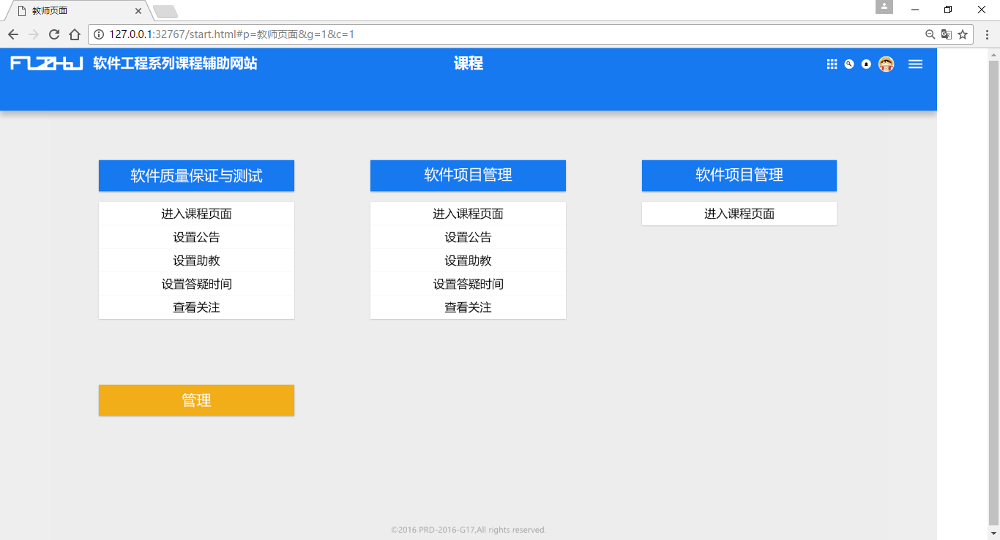 教师页面
127.0.0.1:32767/start.html#p=教师页面&g=1&c=1
软件工程系列课程辅助网站
课程
软件质量保证与测试
进入课程页面
设置公告
设置助教
设置答疑时间
查看关注
软件项目管理
进入课程页面
设置公告
设置助教
设置答疑时间
查看关注
软件项目管理
进入课程页面
管理
©2016 PRD-2016-G17,All rights reserved.